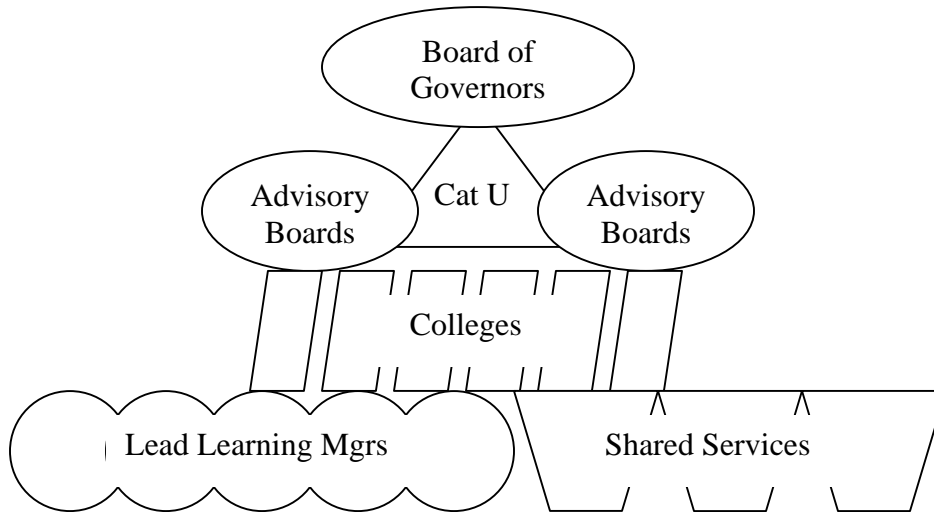 Board of
Governors
Cat U
Advisory
Boards
Advisory
Boards
Colleges
Lead Learning Mgrs
Shared Services